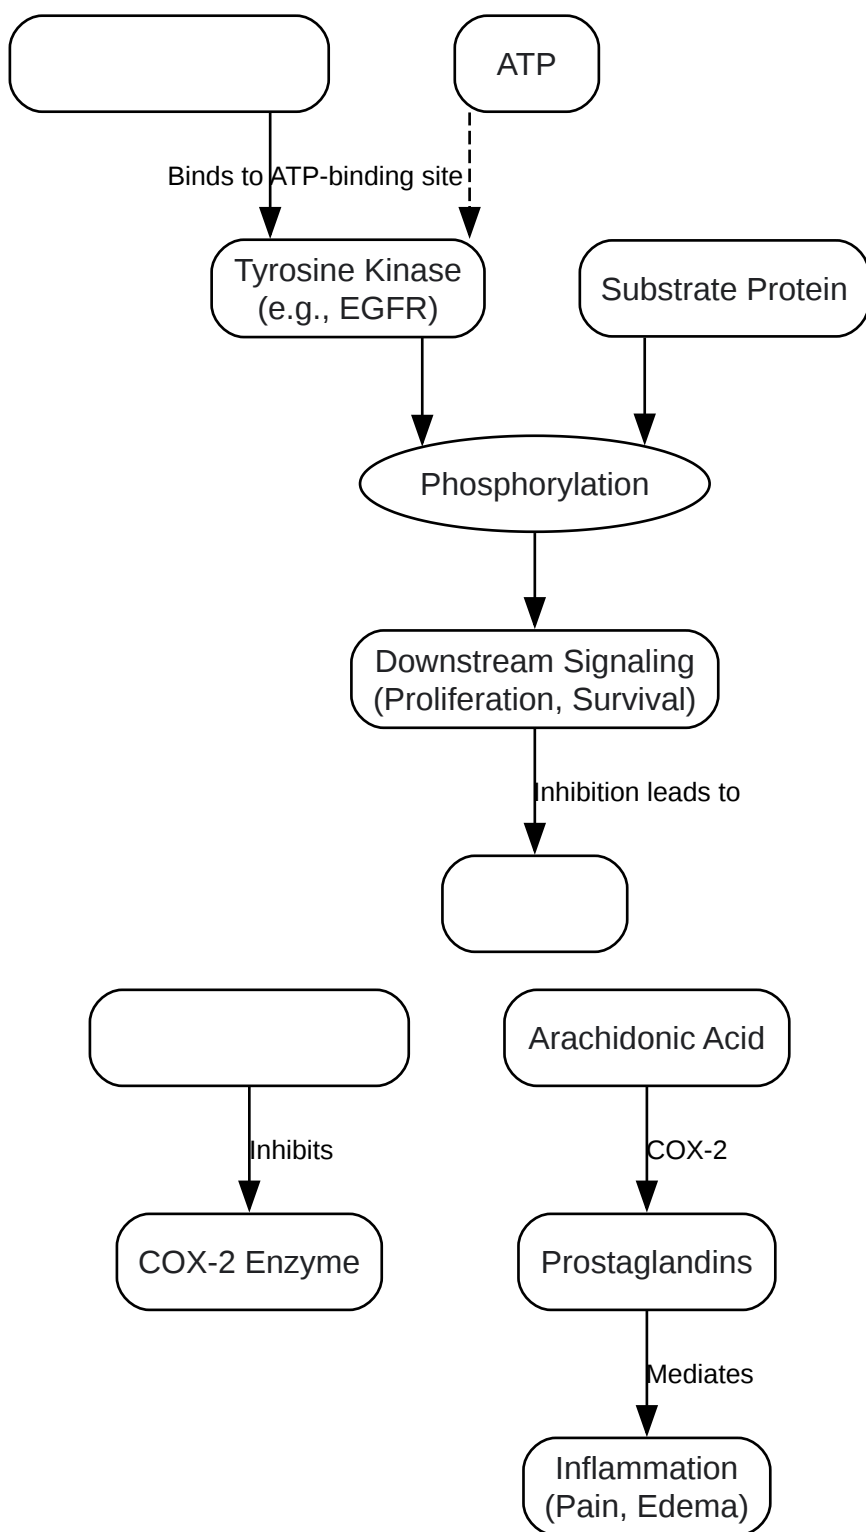 ATP
Binds to ATP-binding site
Tyrosine Kinase
(e.g., EGFR)
Substrate Protein
Phosphorylation
Downstream Signaling
(Proliferation, Survival)
Inhibition leads to
Arachidonic Acid
Inhibits
COX-2
COX-2 Enzyme
Prostaglandins
Mediates
Inflammation
(Pain, Edema)